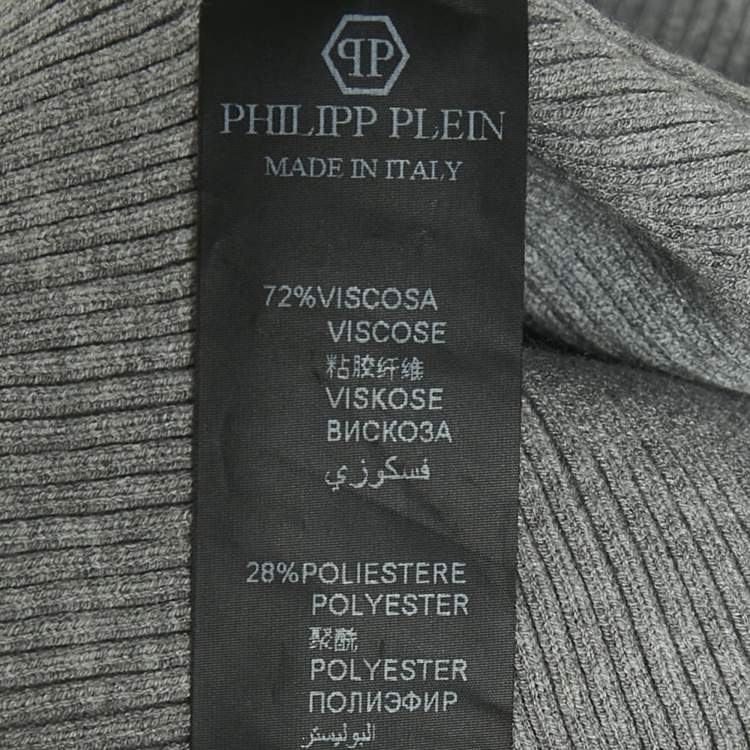 PP
PHILIPP PLEIN
MADE IN ITALY
72%VISCOSA
VISCOSE
粘胶纤维
VISKOSE
ВИСКОЗА
فسكوزي
28%POLIESTERE
POLYESTER
聚酰
POLYESTER
ПОЛИЭФИР
البوليستر